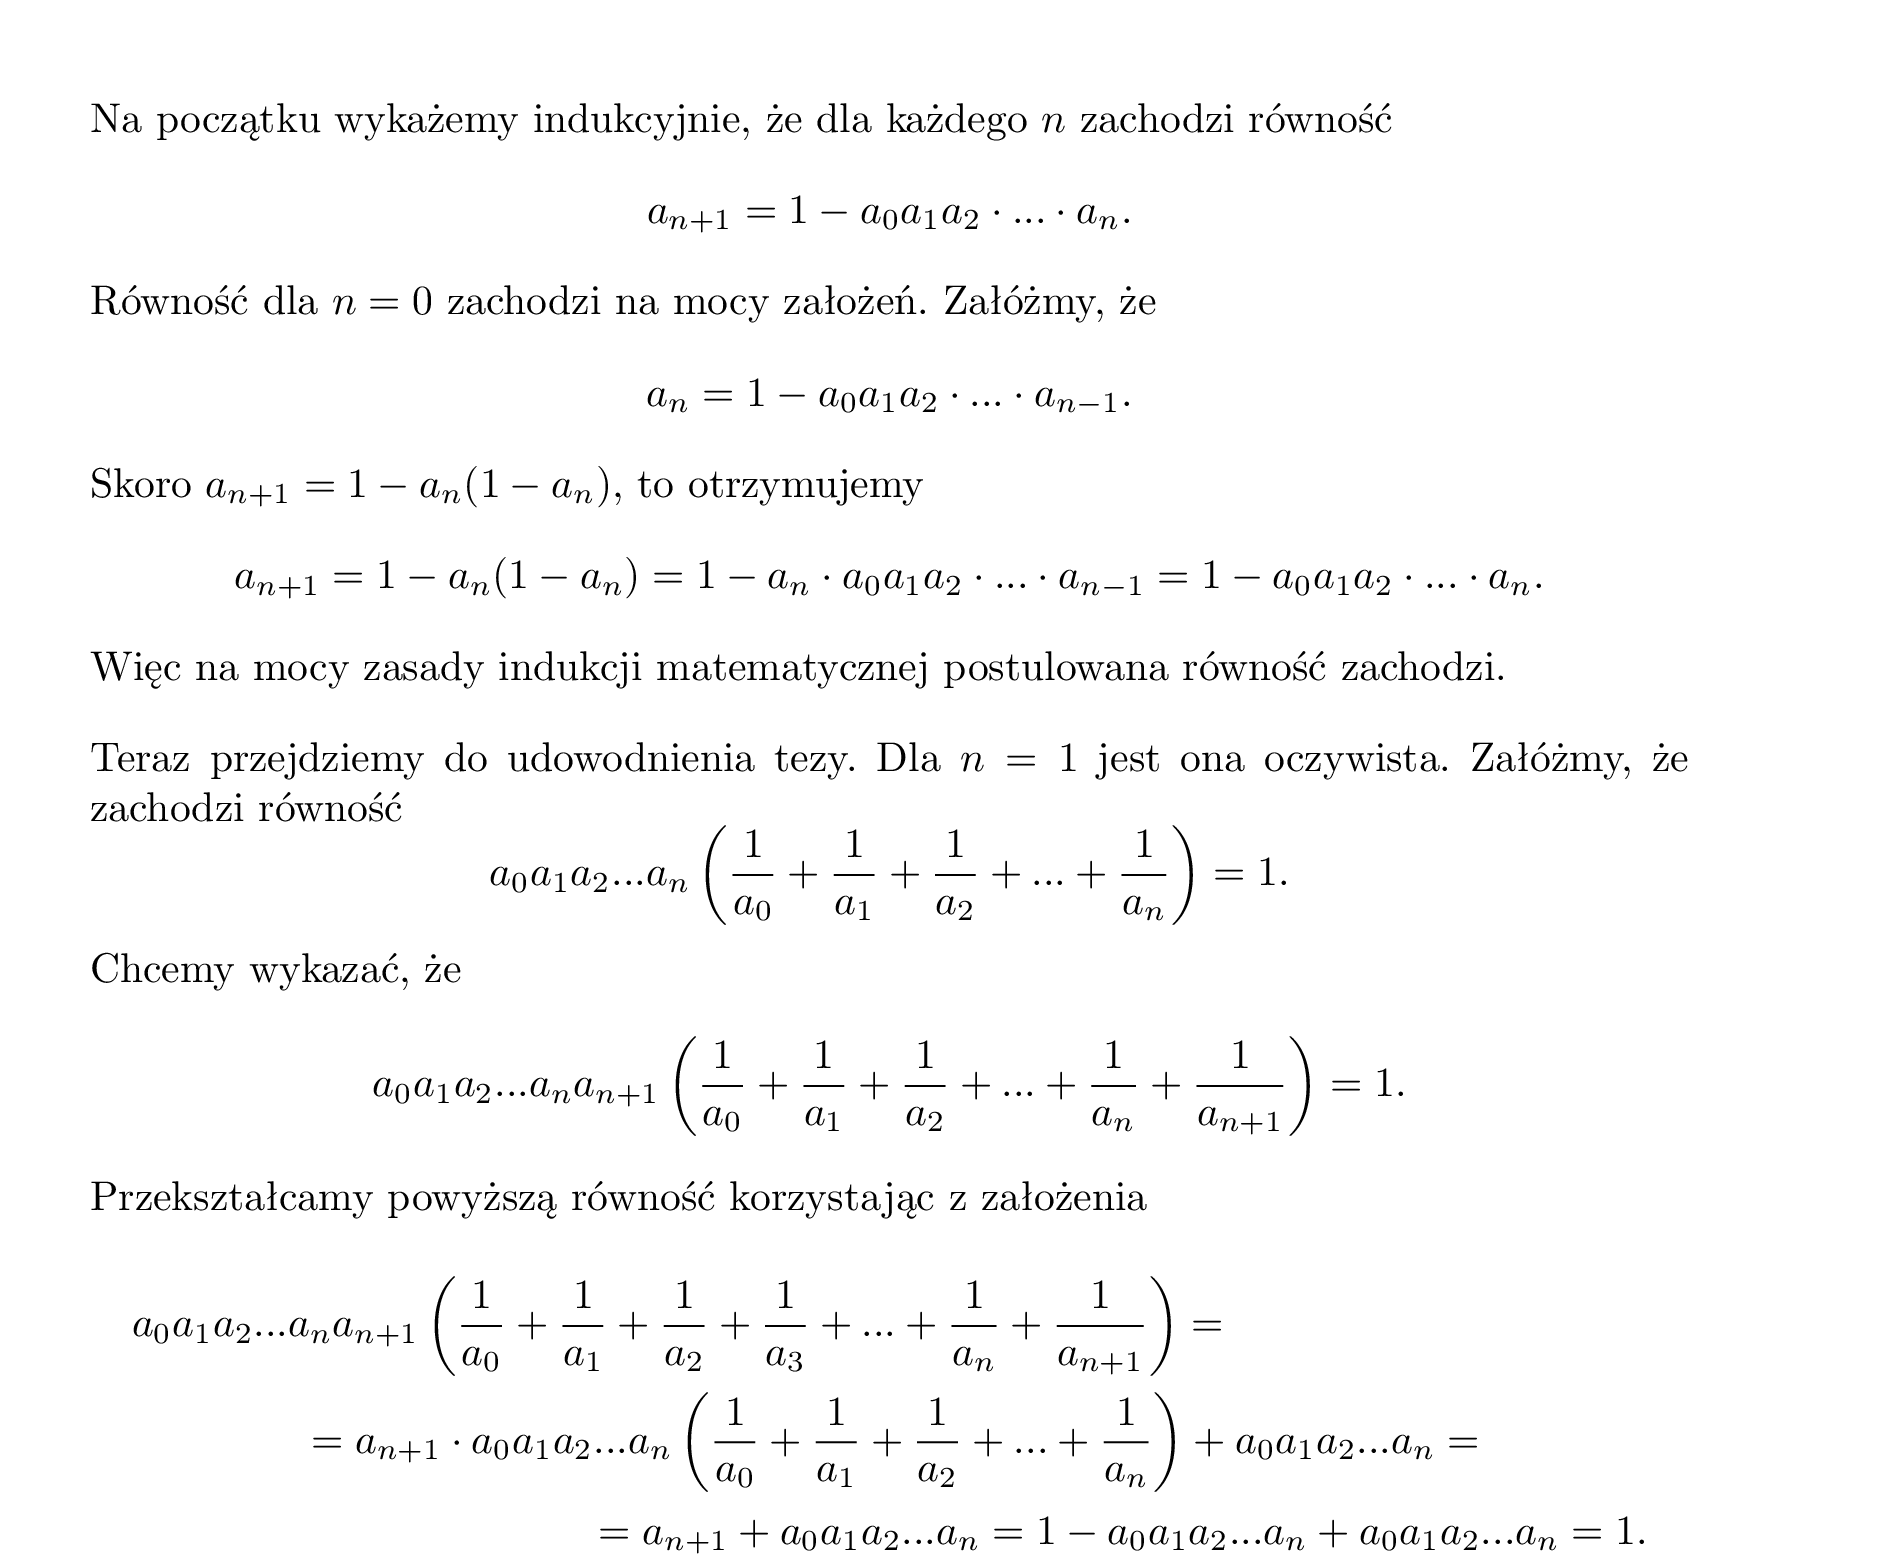 Na początku wykażemy indukcyjnie, że dla każdego $n$ zachodzi równość
$$a_{n+1} = 1 - a_0a_1a_2 \cdot ... \cdot a_n.$$
Równość dla $n = 0$ zachodzi na mocy założeń. Załóżmy, że
$$a_n = 1 - a_0a_1a_2 \cdot ... \cdot a_{n-1}.$$
Skoro $a_{n+1} = 1 - a_n(1 - a_n)$, to otrzymujemy
$$a_{n+1} = 1 - a_n(1 - a_n) = 1 - a_n \cdot a_0a_1a_2 \cdot ... \cdot a_{n-1} = 1 - a_0a_1a_2 \cdot ... \cdot a_n.$$
Więc na mocy zasady indukcji matematycznej postulowana równość zachodzi.
Teraz przejdziemy do udowodnienia tezy. Dla $n = 1$ jest ona oczywista. Załóżmy, że
zachodzi równość
$$a_0a_1a_2...a_n \left( \frac{1}{a_0} + \frac{1}{a_1} + \frac{1}{a_2} + ... + \frac{1}{a_n} \right) = 1.$$
Chcemy wykazać, że
$$a_0a_1a_2...a_na_{n+1} \left( \frac{1}{a_0} + \frac{1}{a_1} + \frac{1}{a_2} + ... + \frac{1}{a_n} + \frac{1}{a_{n+1}} \right) = 1.$$
Przekształcamy powyższą równość korzystając z założenia
$$a_0a_1a_2...a_na_{n+1} \left( \frac{1}{a_0} + \frac{1}{a_1} + \frac{1}{a_2} + \frac{1}{a_3} + ... + \frac{1}{a_n} + \frac{1}{a_{n+1}} \right) =$$
$$= a_{n+1} \cdot a_0a_1a_2...a_n \left( \frac{1}{a_0} + \frac{1}{a_1} + \frac{1}{a_2} + ... + \frac{1}{a_n} \right) + a_0a_1a_2...a_n =$$
$$= a_{n+1} + a_0a_1a_2...a_n = 1 - a_0a_1a_2...a_n + a_0a_1a_2...a_n = 1.$$